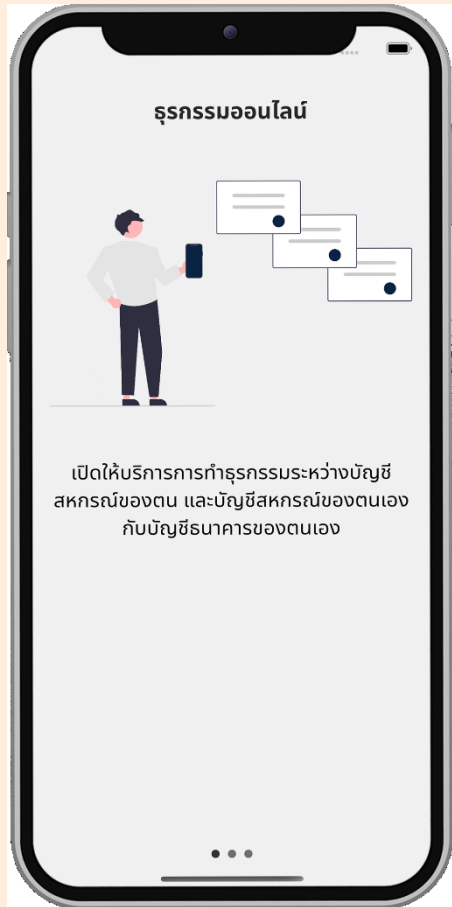 ธุรกรรมออนไลน์
เปิดให้บริการการทำธุรกรรมระหว่างบัญชี
สหกรณ์ของตน และบัญชีสหกรณ์ของตนเอง
กับบัญชีธนาคารของตนเอง